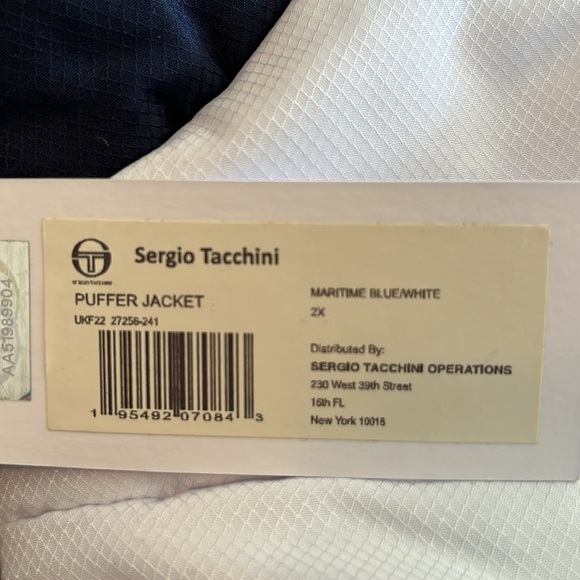 Sergio Tacchini
PUFFER JACKET
UKF22 27256-241
1 95492 07084 3
MARITIME BLUE/WHITE
2X
Distributed By:
SERGIO TACCHINI OPERATIONS
230 West 39th Street
16th FL
New York 10018
AA51989904